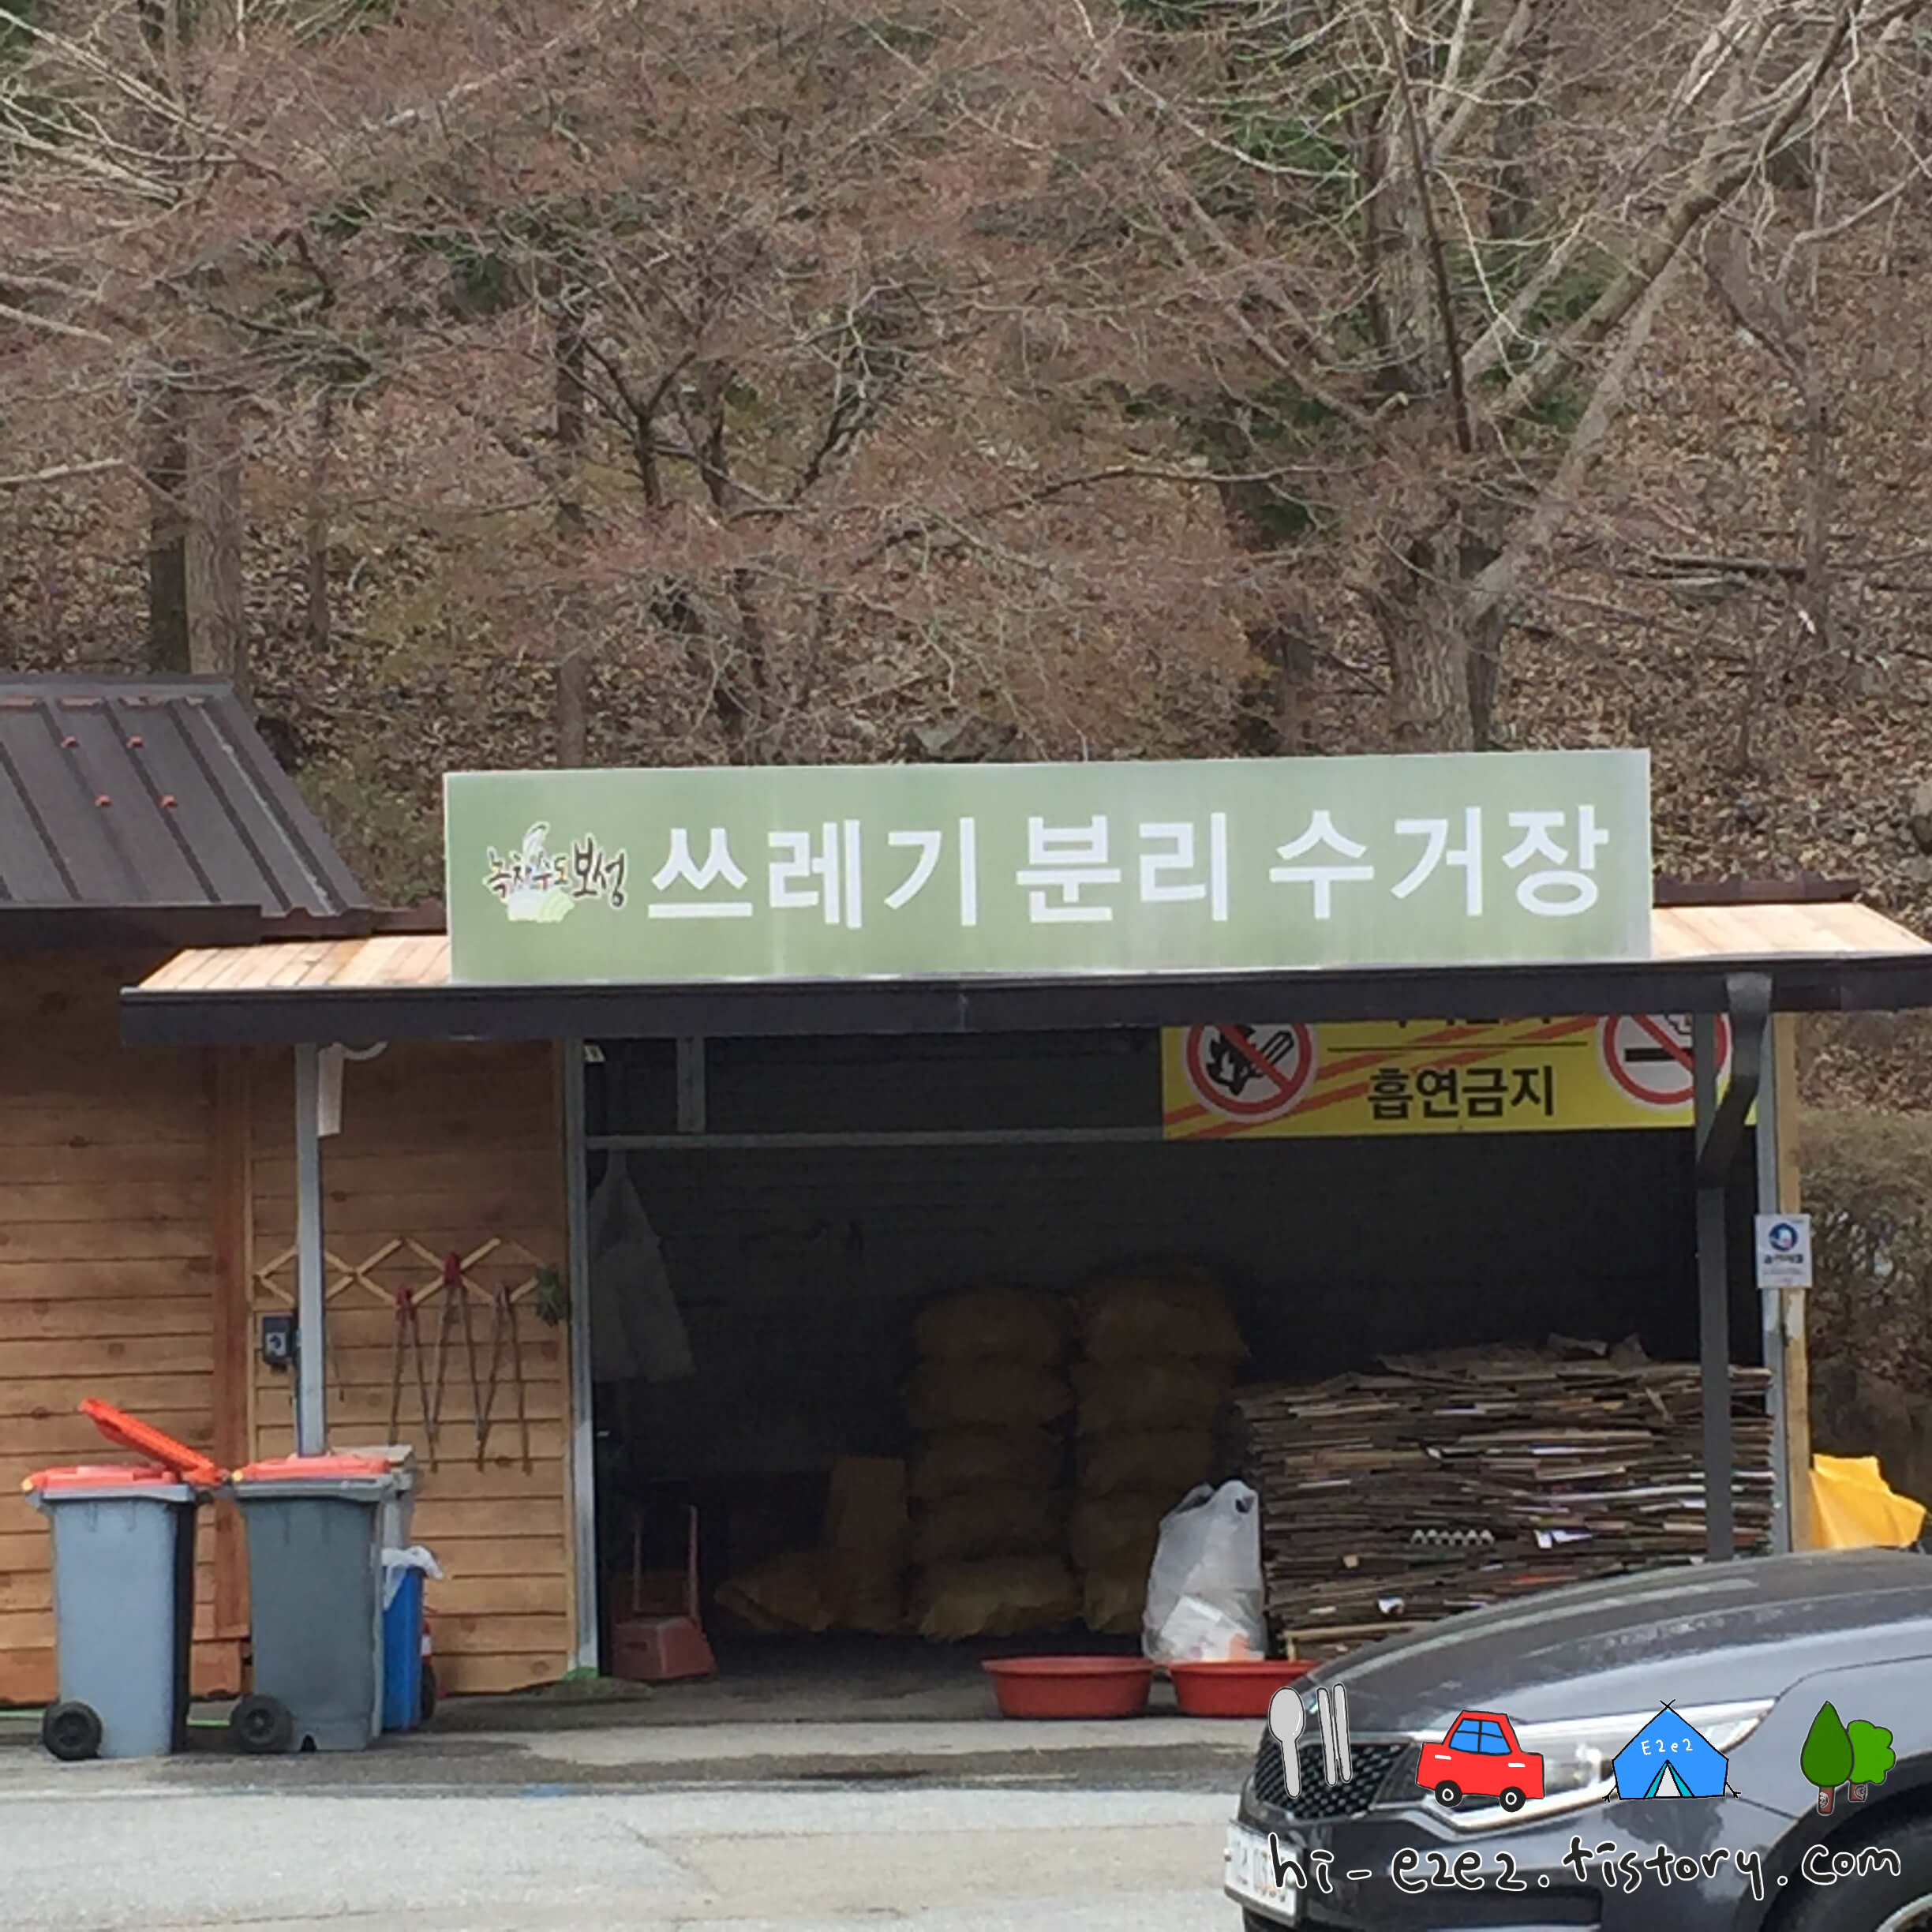 녹차수도보성 쓰레기 분리 수거장
흡연금지
E2e2
hi-e2e2.tistory.com